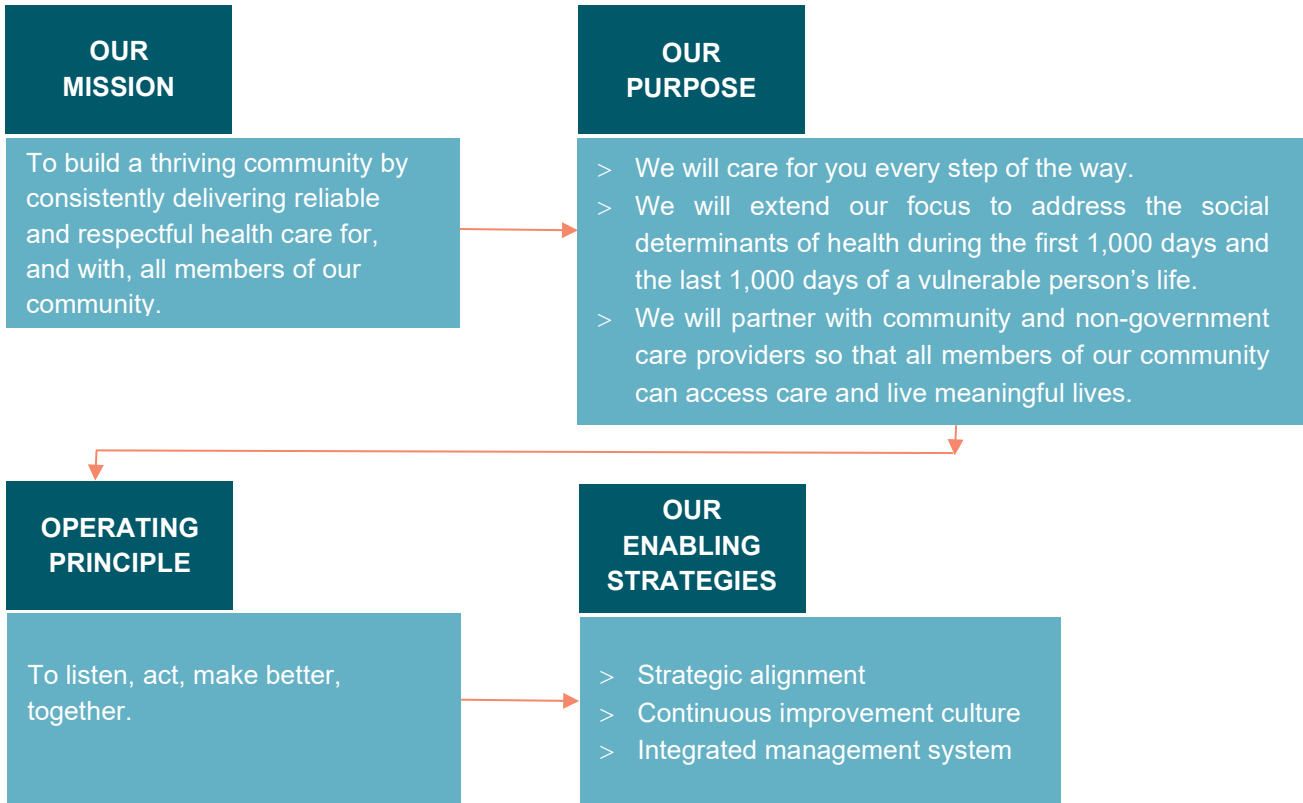 OUR
MISSION
To build a thriving community by
consistently delivering reliable
and respectful health care for,
and with, all members of our
community.
OUR
PURPOSE
> We will care for you every step of the way.
> We will extend our focus to address the social
determinants of health during the first 1,000 days and
the last 1,000 days of a vulnerable person’s life.
> We will partner with community and non-government
care providers so that all members of our community
can access care and live meaningful lives.
OPERATING
PRINCIPLE
To listen, act, make better,
together.
OUR
ENABLING
STRATEGIES
> Strategic alignment
> Continuous improvement culture
> Integrated management system